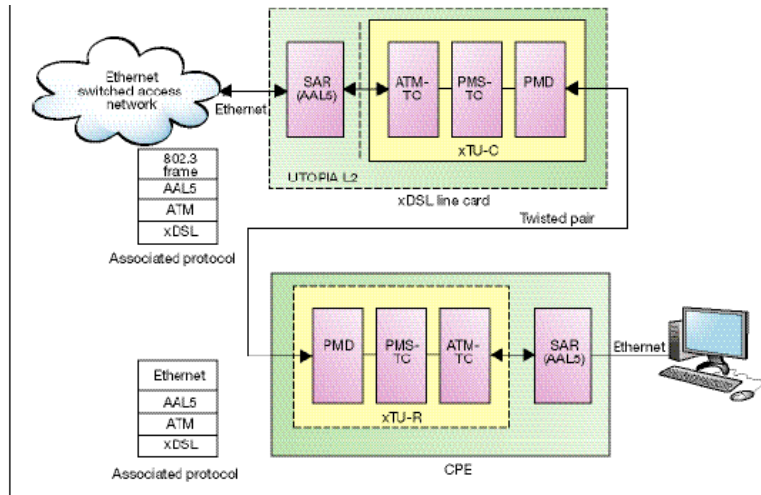 Ethernet
switched access
network
Ethernet
SAR
(AAL5)
ATM-
TC
PMS-
TC
PMD
xTU-C
UTOPIA L2
xDSL line card
Twisted pair
802.3
frame
AAL5
ATM
xDSL
Associated protocol
PMD
PMS-
TC
ATM-
TC
SAR
(AAL5)
Ethernet
xTU-R
CPE
Ethernet
AAL5
ATM
xDSL
Associated protocol